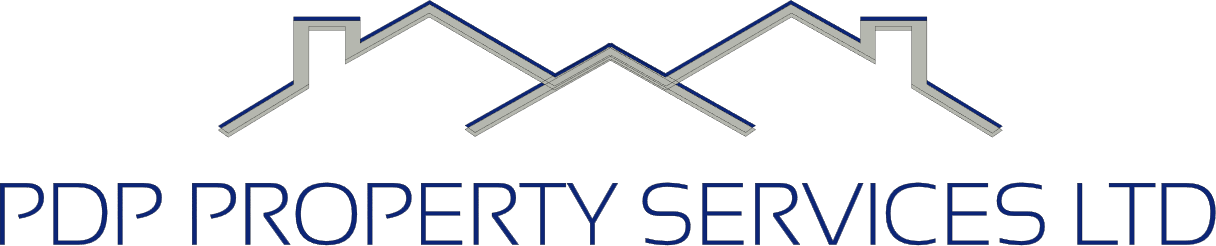 PDP PROPERTY SERVICES LTD